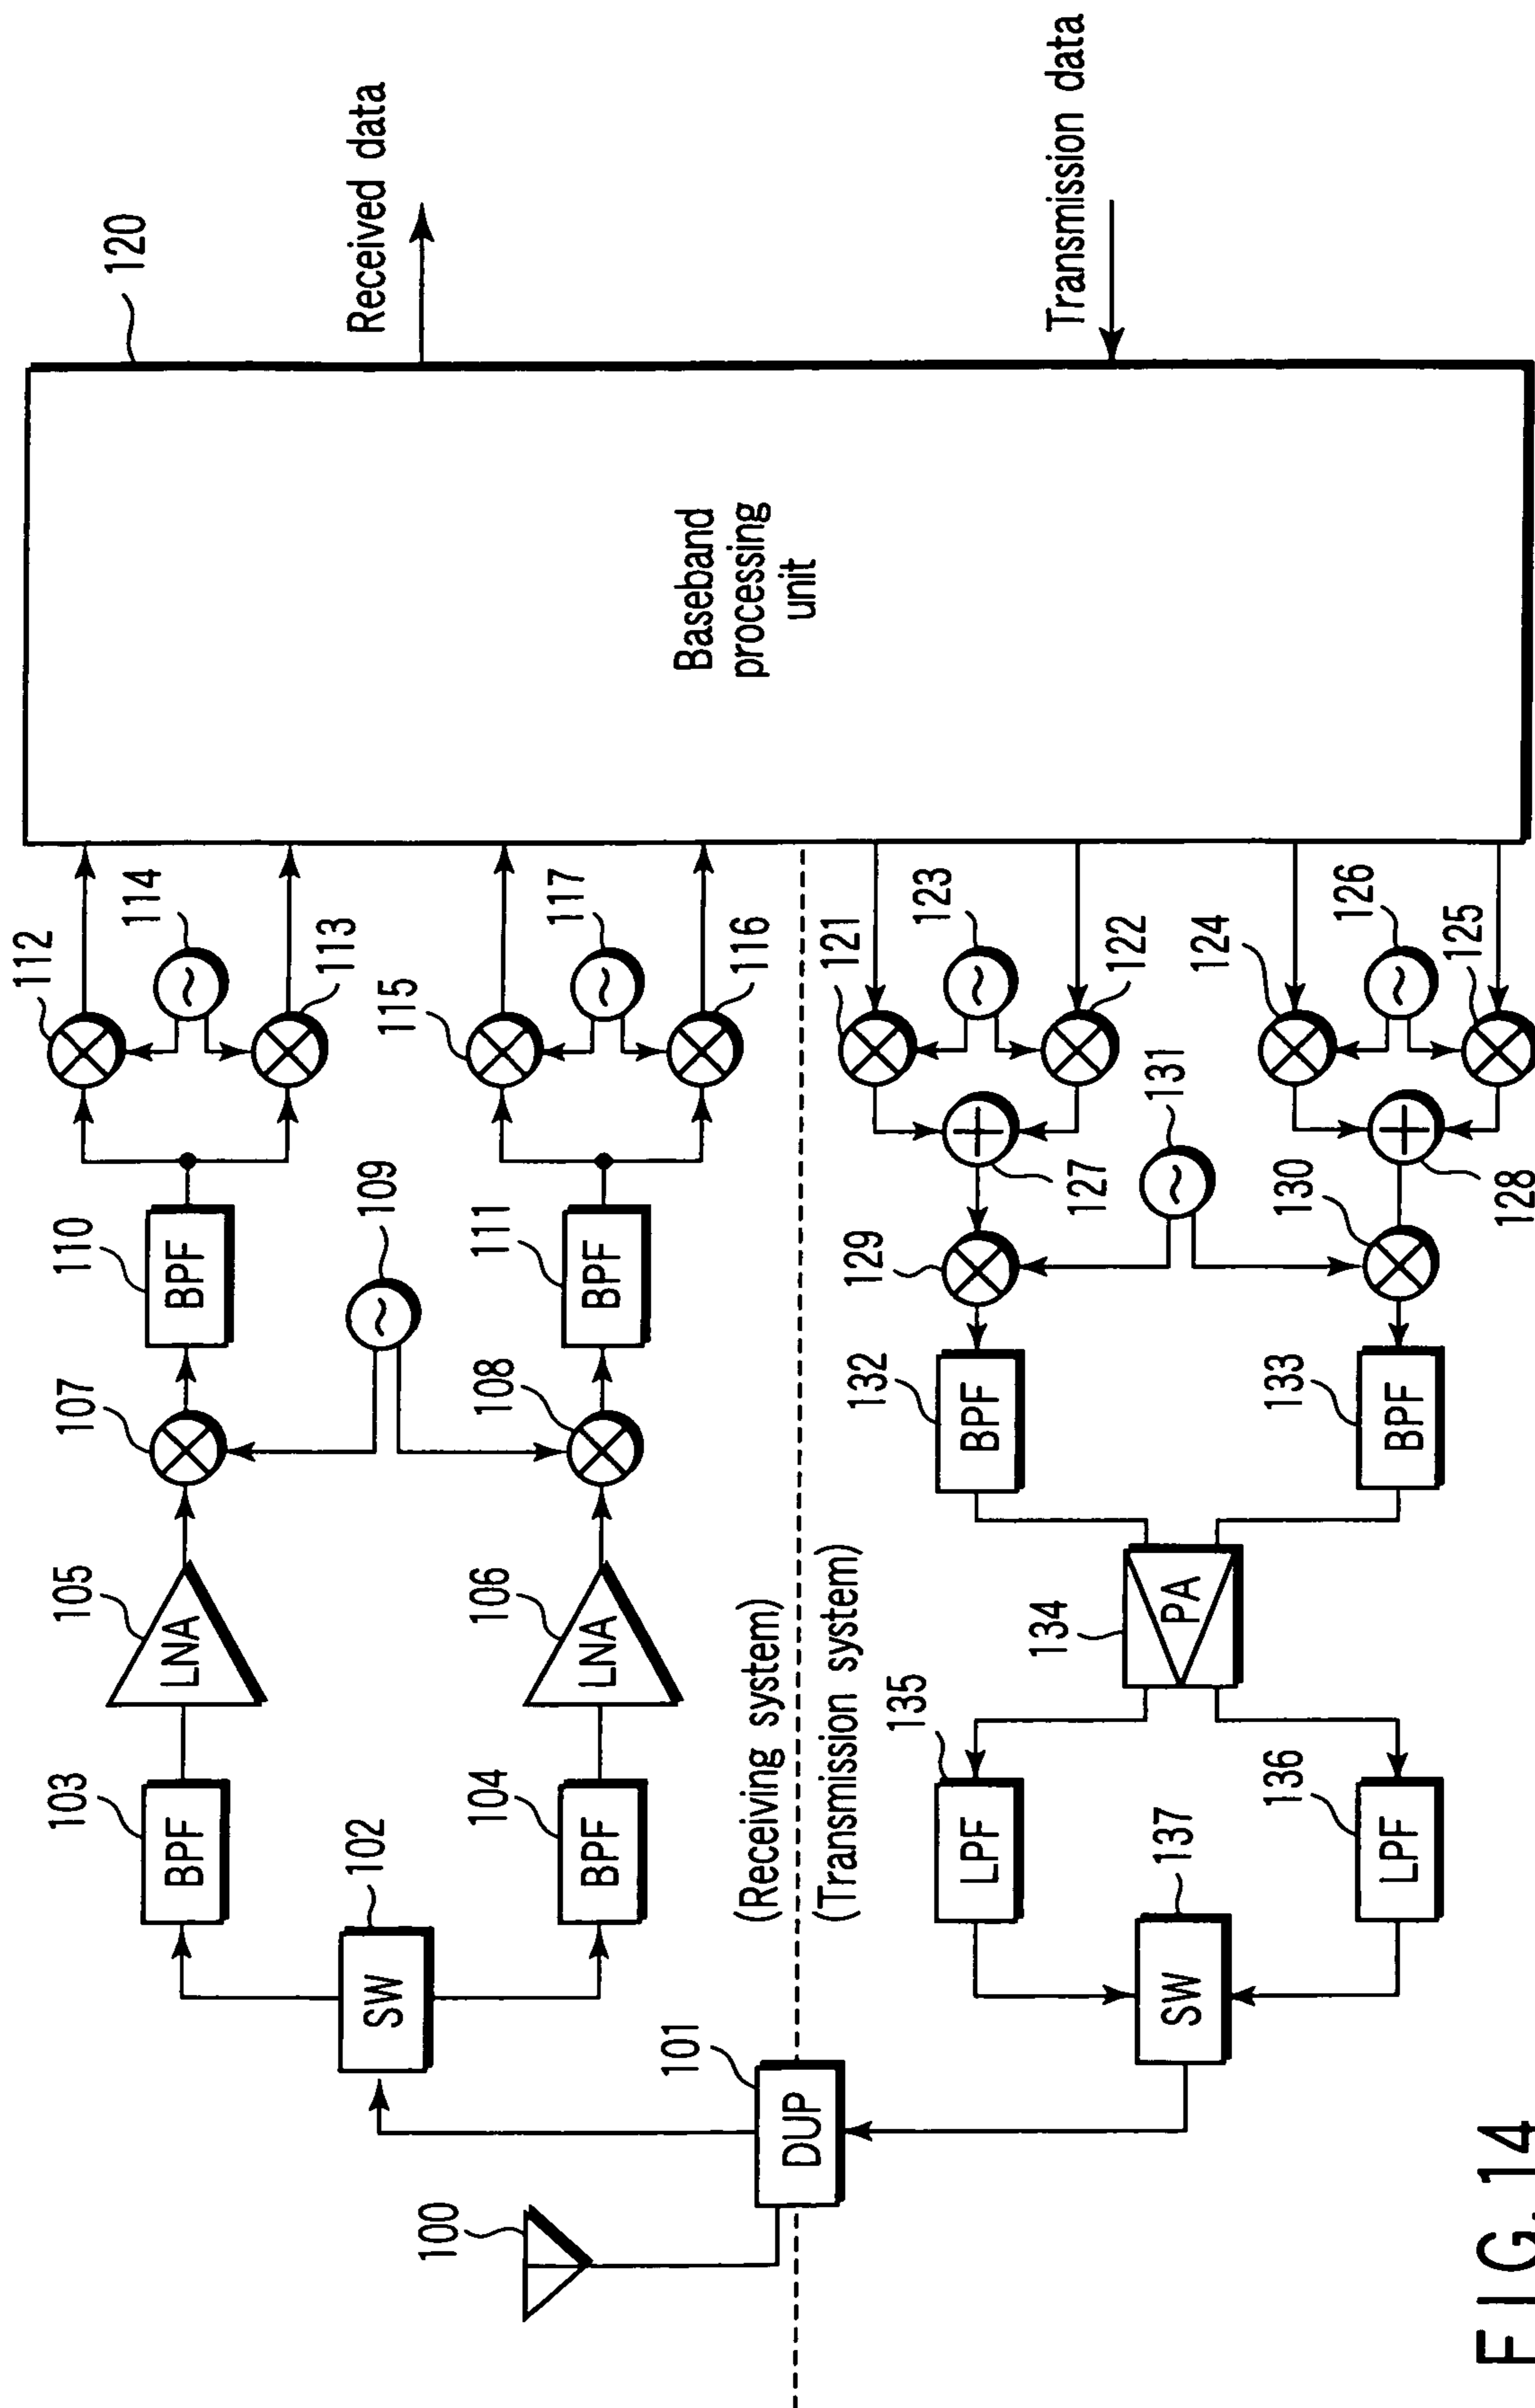 120
Received data
Transmission data
Baseband
processing
unit
112
114
113
115
117
116
121
123
122
124
126
125
110
BPF
109
111
BPF
131
127
128
129
130
107
108
132
BPF
133
BPF
105
LNA
106
LNA
134
PA
(Receiving system)
(Transmission system)
103
BPF
102
SW
104
BPF
135
LPF
137
SW
136
LPF
101
DUP
100
FIG. 14